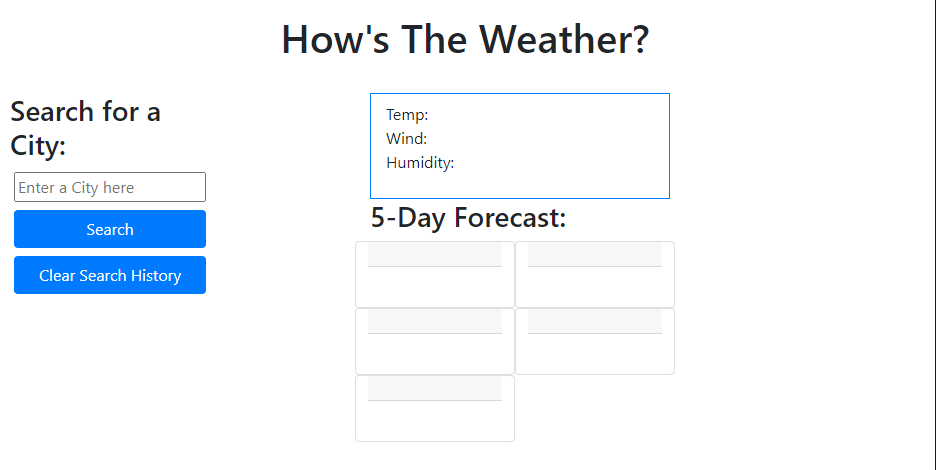 How's The Weather?
Search for a
City:
Enter a City here
Search
Clear Search History
Temp:
Wind:
Humidity:
5-Day Forecast: